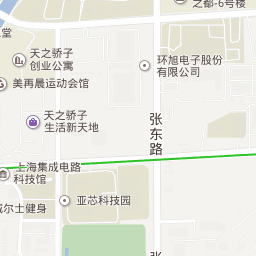 之都-6号楼
堂
天之骄子
创业公寓
环旭电子股份
有限公司
美再晨运动会馆
天之骄子
生活新天地
张东路
上海集成电路
科技馆
威尔士健身
亚芯科技园
张